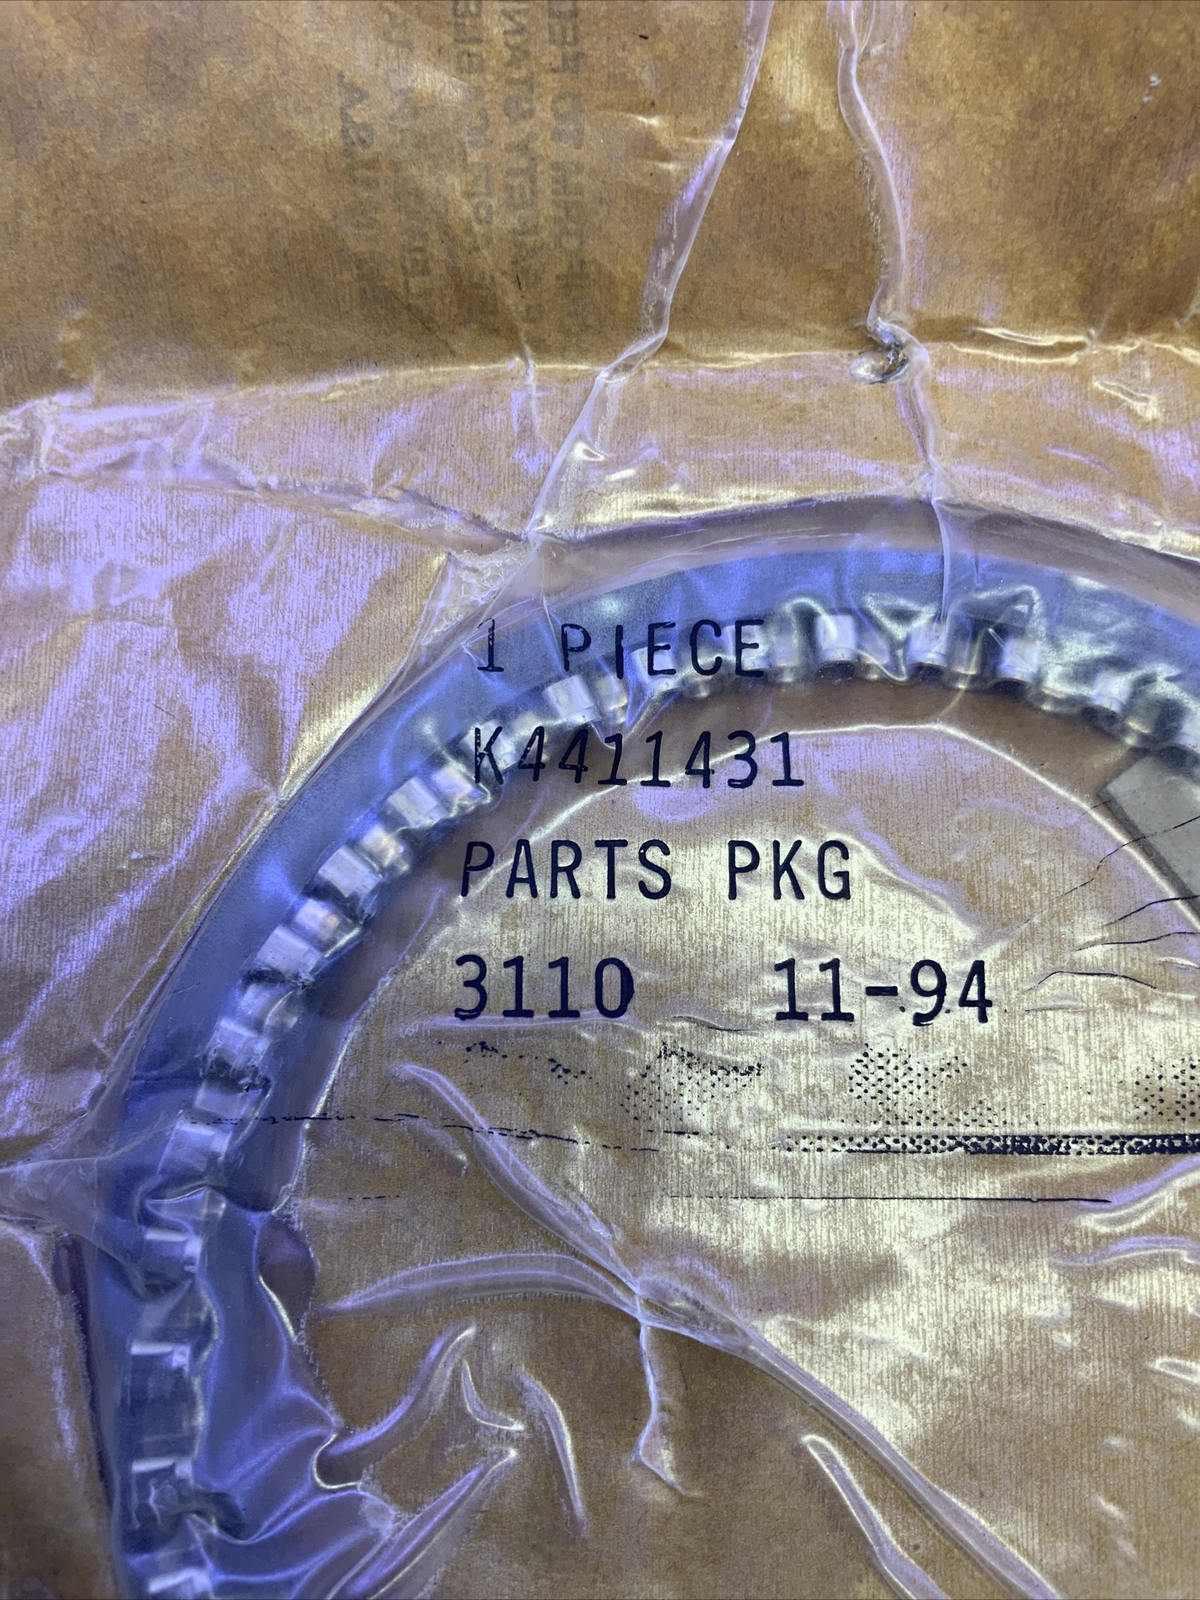 1 PIECE
K4411431
PARTS PKG
3110 11-94